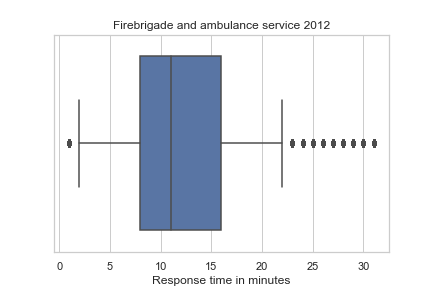 Firebrigade and ambulance service 2012
0 5 10 15 20 25 30
Response time in minutes